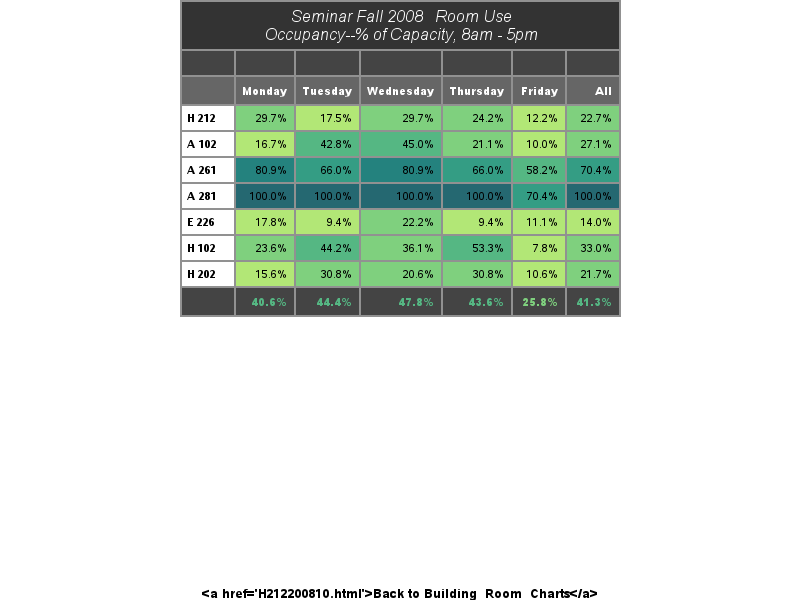 Seminar Fall 2008 Room Use
Occupancy--% of Capacity, 8am - 5pm
Monday Tuesday Wednesday Thursday Friday All
H 212 29.7% 17.5% 29.7% 24.2% 12.2% 22.7%
A 102 16.7% 42.8% 45.0% 21.1% 10.0% 27.1%
A 261 80.9% 66.0% 80.9% 66.0% 58.2% 70.4%
A 281 100.0% 100.0% 100.0% 100.0% 70.4% 100.0%
E 226 17.8% 9.4% 22.2% 9.4% 11.1% 14.0%
H 102 23.6% 44.2% 36.1% 53.3% 7.8% 33.0%
H 202 15.6% 30.8% 20.6% 30.8% 10.6% 21.7%
40.6% 44.4% 47.8% 43.6% 25.8% 41.3%
<a href='H212200810.html'>Back to Building Room Charts</a>